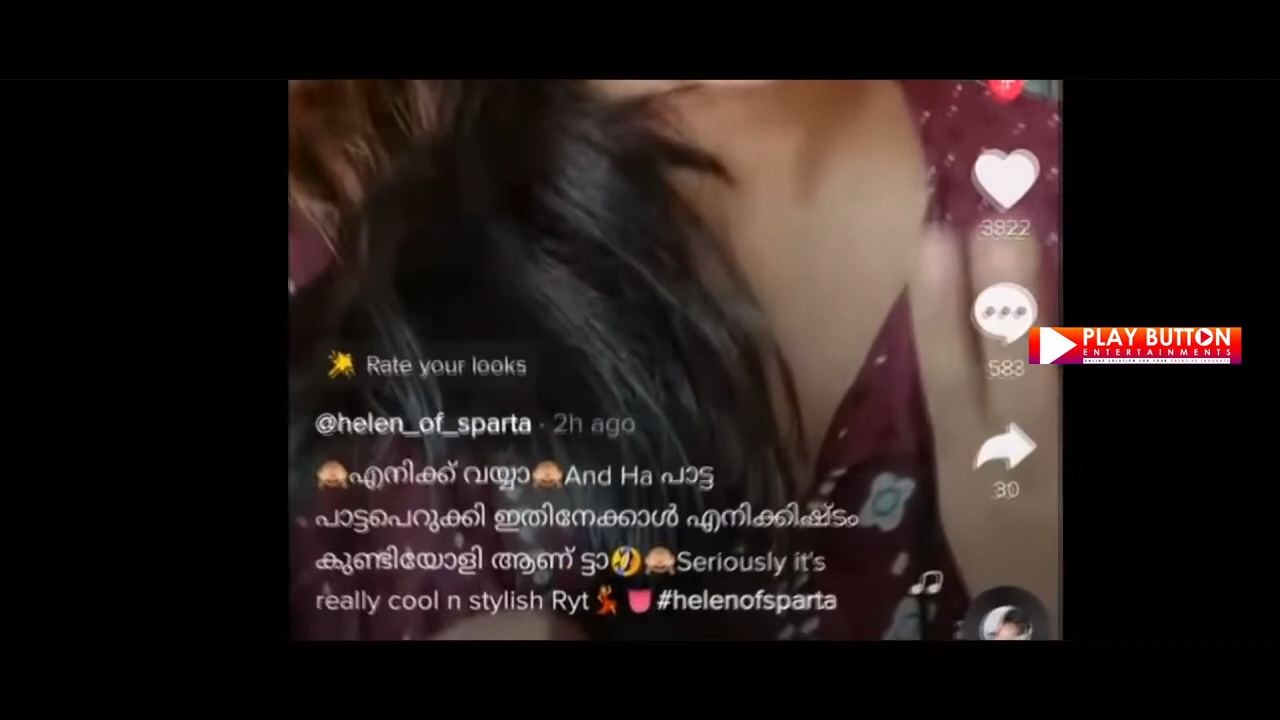 3822
583
PLAY BUTTON
ENTERTAINMENTS
Rate your looks
@helen_of_sparta · 2h ago
30
🙈എനിക്ക് വയ്യാ🙈And Ha പാട്ട
പാട്ടപെറുക്കി ഇതിനേക്കാൾ എനിക്കിഷ്ടം
കുണ്ടിയോളി ആണ് ട്ടാ🤣🙈Seriously it's
really cool n stylish Ryt💃👅#helenofsparta